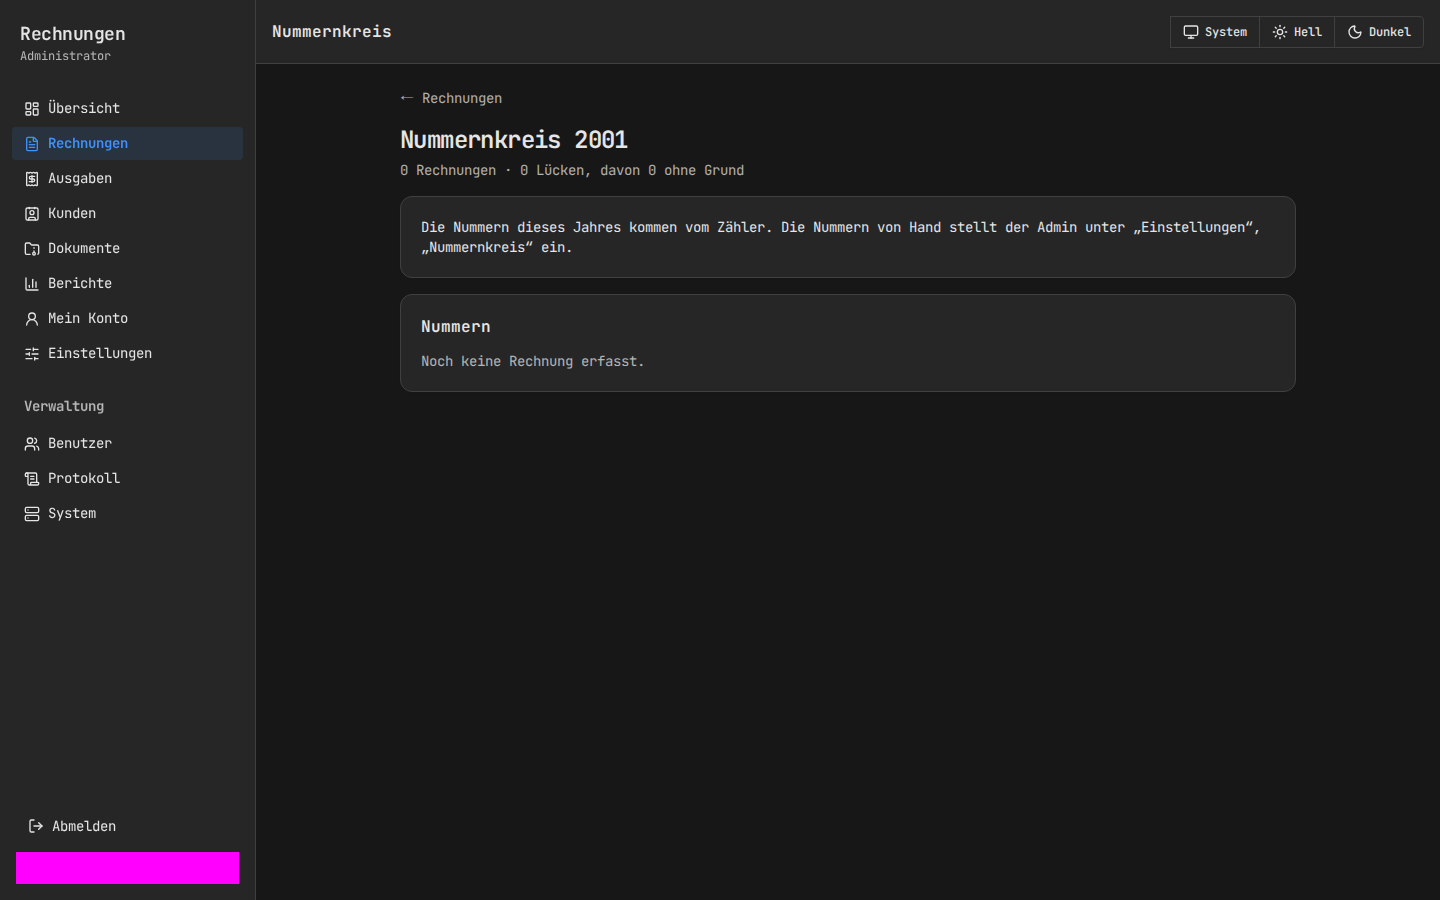 Rechnungen
Administrator
Übersicht
Rechnungen
Ausgaben
Kunden
Dokumente
Berichte
Mein Konto
Einstellungen
Verwaltung
Benutzer
Protokoll
System
Abmelden
Nummernkreis
System
Hell
Dunkel
← Rechnungen
Nummernkreis 2001
0 Rechnungen · 0 Lücken, davon 0 ohne Grund
Die Nummern dieses Jahres kommen vom Zähler. Die Nummern von Hand stellt der Admin unter „Einstellungen“,
„Nummernkreis“ ein.
Nummern
Noch keine Rechnung erfasst.